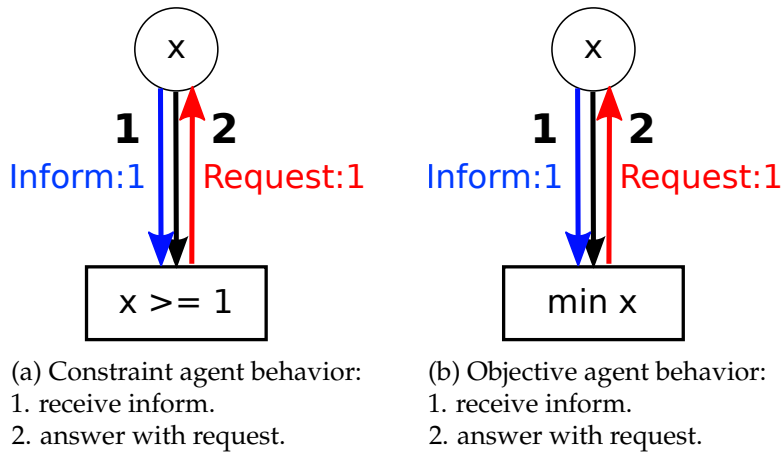 x
1 2
Inform:1 Request:1
x >= 1
(a) Constraint agent behavior:
1. receive inform.
2. answer with request.
x
1 2
Inform:1 Request:1
min x
(b) Objective agent behavior:
1. receive inform.
2. answer with request.